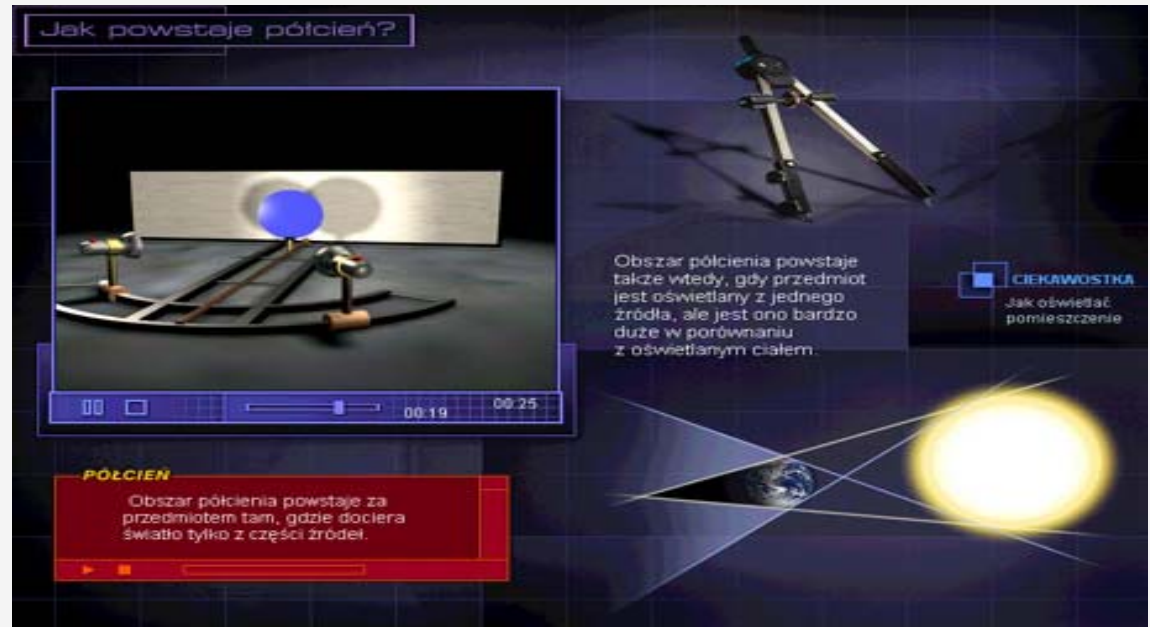 Jak powstaje półcień?
00:19
00:25
Obszar półcienia powstaje
także wtedy, gdy przedmiot
jest oświetlany z jednego
źródła, ale jest ono bardzo
duże w porównaniu
z oświetlanym ciałem.
CIEKAWOSTKA
Jak oświetlać
pomieszczenie
PÓŁCIEŃ
Obszar półcienia powstaje za
przedmiotem tam, gdzie dociera
światło tylko z części źródeł.